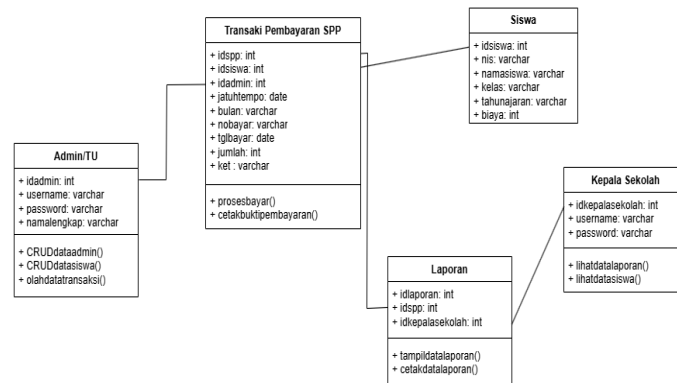 Transaki Pembayaran SPP
+ idspp: int
+ idsiswa: int
+ idadmin: int
+ jatuhtempo: date
+ bulan: varchar
+ nobayar: varchar
+ tglbayar: date
+ jumlah: int
+ ket : varchar
+ prosesbayar()
+ cetakbuktipembayaran()
Siswa
+ idsiswa: int
+ nis: varchar
+ namasiswa: varchar
+ kelas: varchar
+ tahunajaran: varchar
+ biaya: int
Admin/TU
+ idadmin: int
+ username: varchar
+ password: varchar
+ namalengkap: varchar
+ CRUDdataadmin()
+ CRUDdatasiswa()
+ olahdatatransaksi()
Kepala Sekolah
+ idkepalasekolah: int
+ username: varchar
+ password: varchar
+ lihatdatalaporan()
+ lihatdatasiswa()
Laporan
+ idlaporan: int
+ idspp: int
+ idkepalasekolah: int
+ tampildatalaporan()
+ cetakdatalaporan()